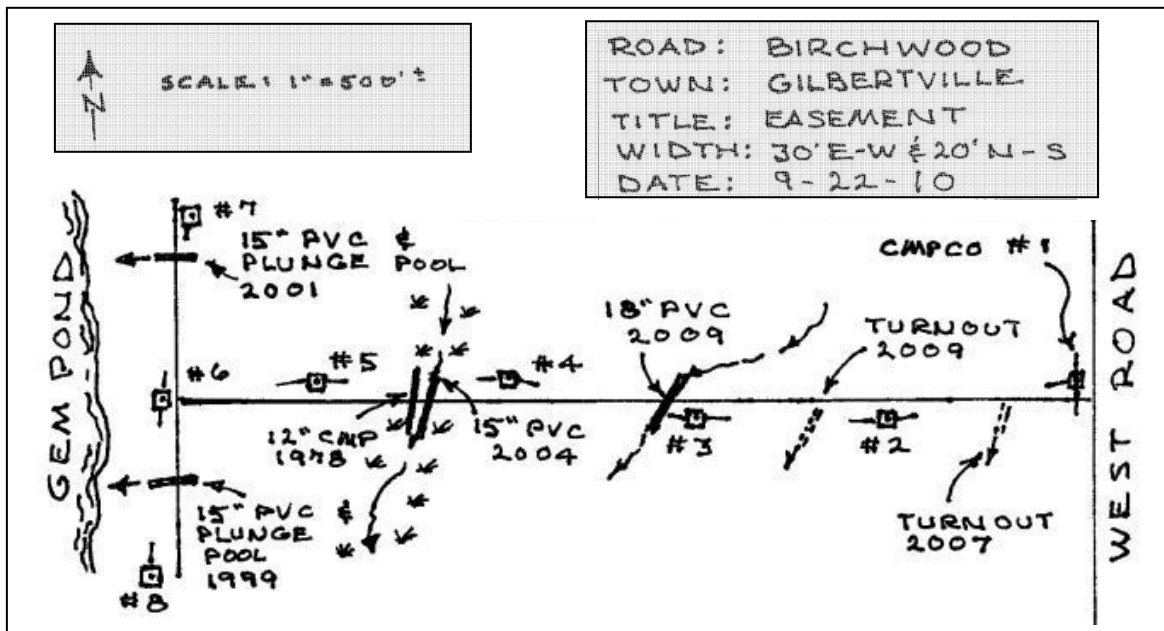 N
SCALE: 1" = 500' ±
ROAD: BIRCHWOOD
TOWN: GILBERTVILLE
TITLE: EASEMENT
WIDTH: 30' E-W & 20' N-S
DATE: 9-22-10
GEM POND
#7
15" PVC &
PLUNGE POOL
2001
#6
#5
12" CMP
1978
15" PVC
2004
#4
18" PVC
2009
#3
TURNOUT
2009
#2
TURNOUT
2007
CMPCO #1
WEST ROAD
15" PVC &
PLUNGE
POOL
1999
#8